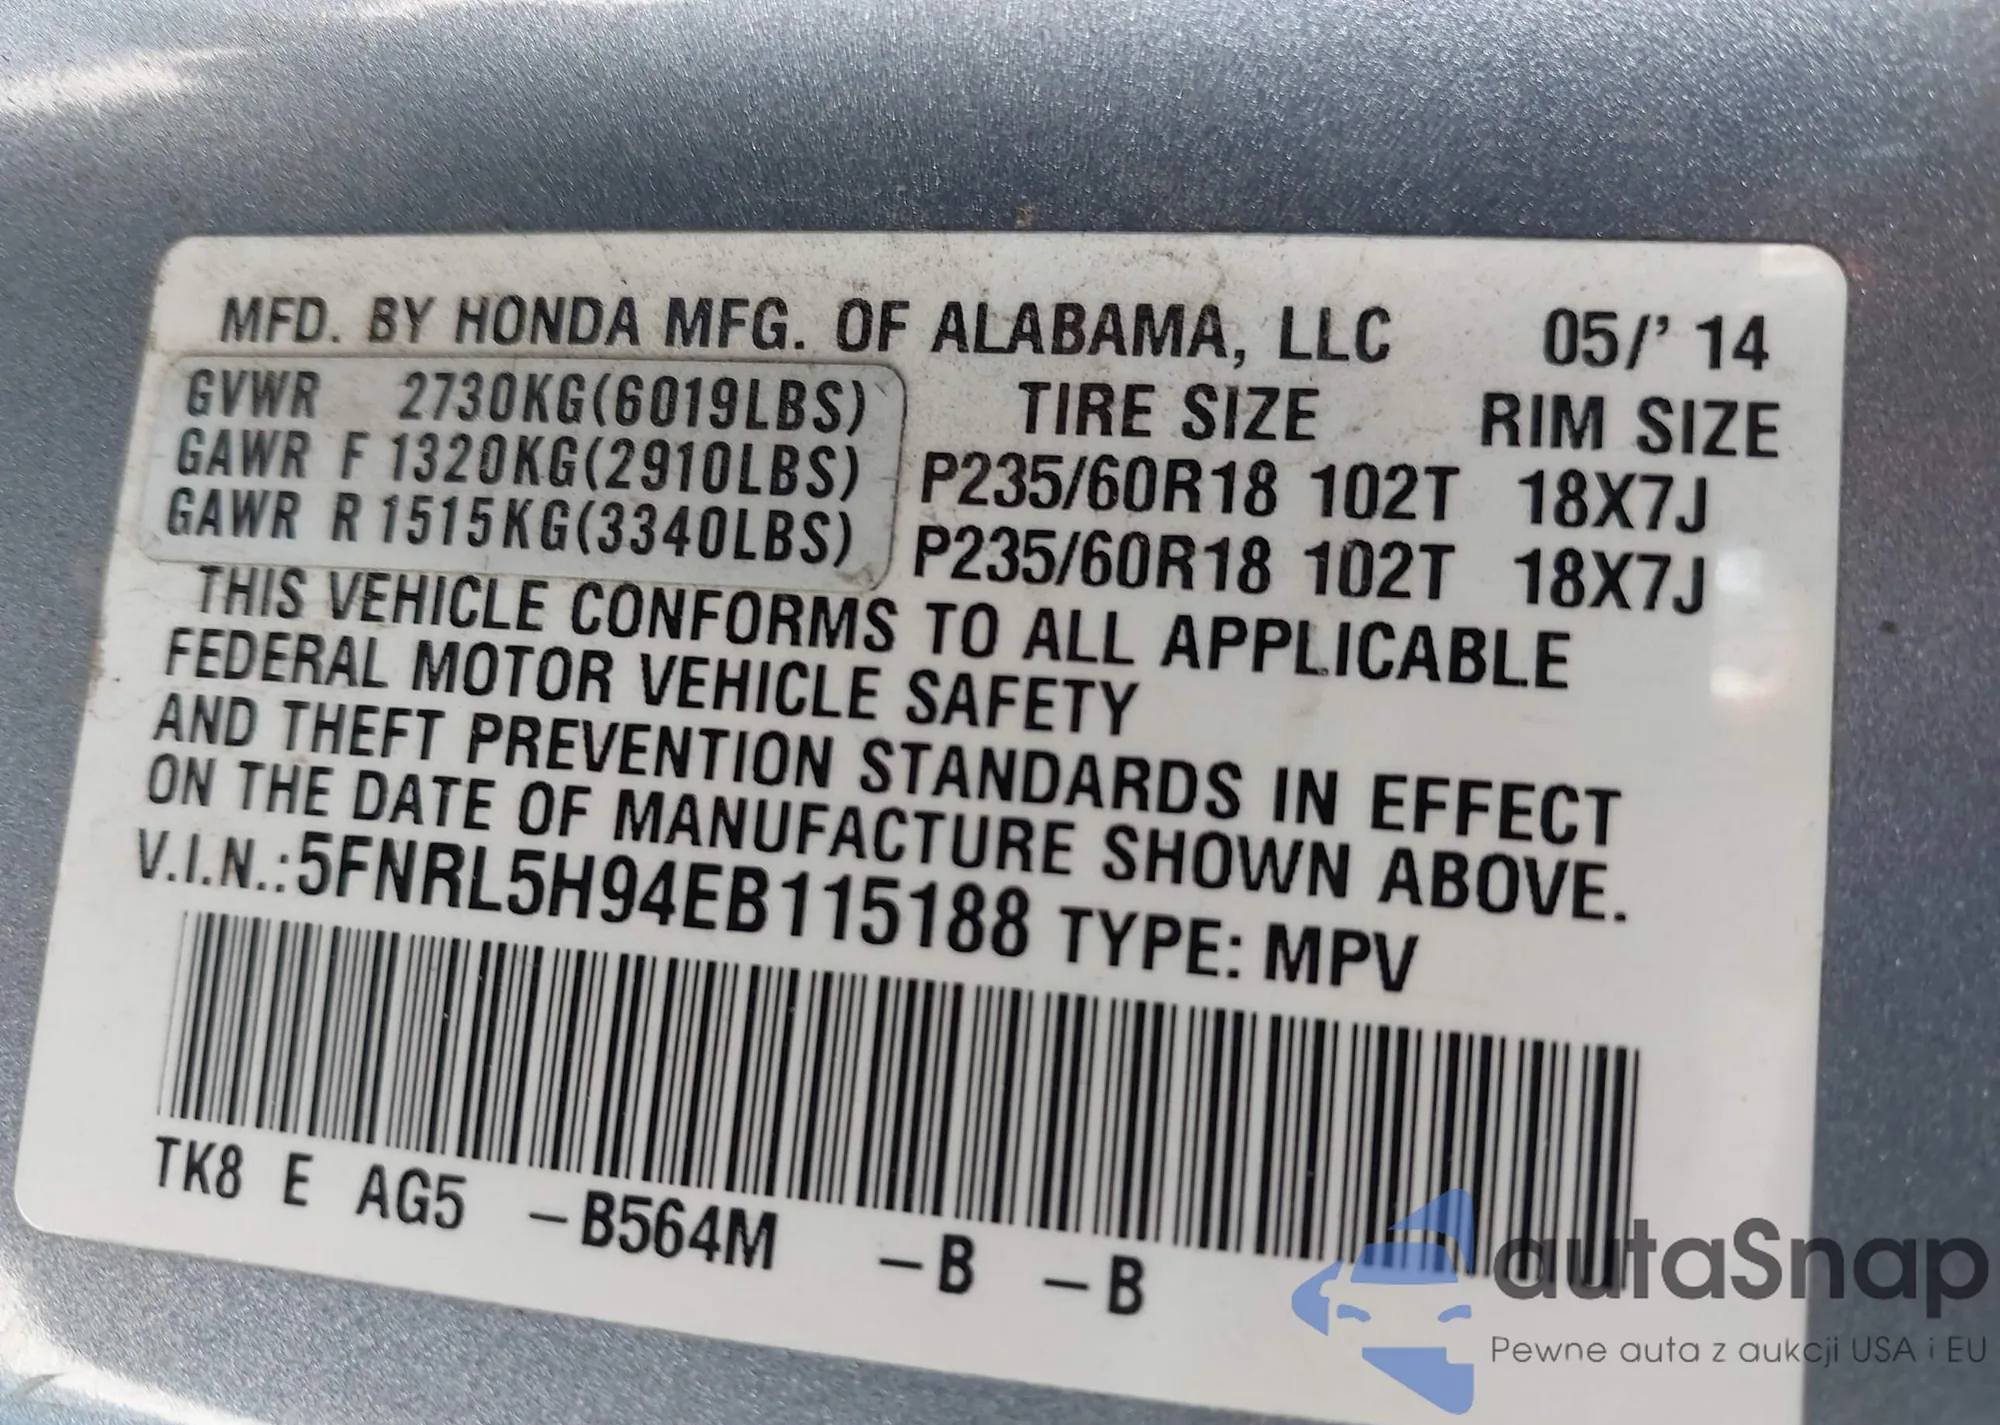 MFD. BY HONDA MFG. OF ALABAMA, LLC 05/' 14
GVWR 2730KG(6019LBS) TIRE SIZE RIM SIZE
GAWR F 1320KG(2910LBS) P235/60R18 102T 18X7J
GAWR R 1515KG(3340LBS) P235/60R18 102T 18X7J
THIS VEHICLE CONFORMS TO ALL APPLICABLE
FEDERAL MOTOR VEHICLE SAFETY
AND THEFT PREVENTION STANDARDS IN EFFECT
ON THE DATE OF MANUFACTURE SHOWN ABOVE.
V.I.N.:5FNRL5H94EB115188 TYPE: MPV
TK8 E AG5 –B564M –B –B
autaSnap
Pewne auta z aukcji USA i EU